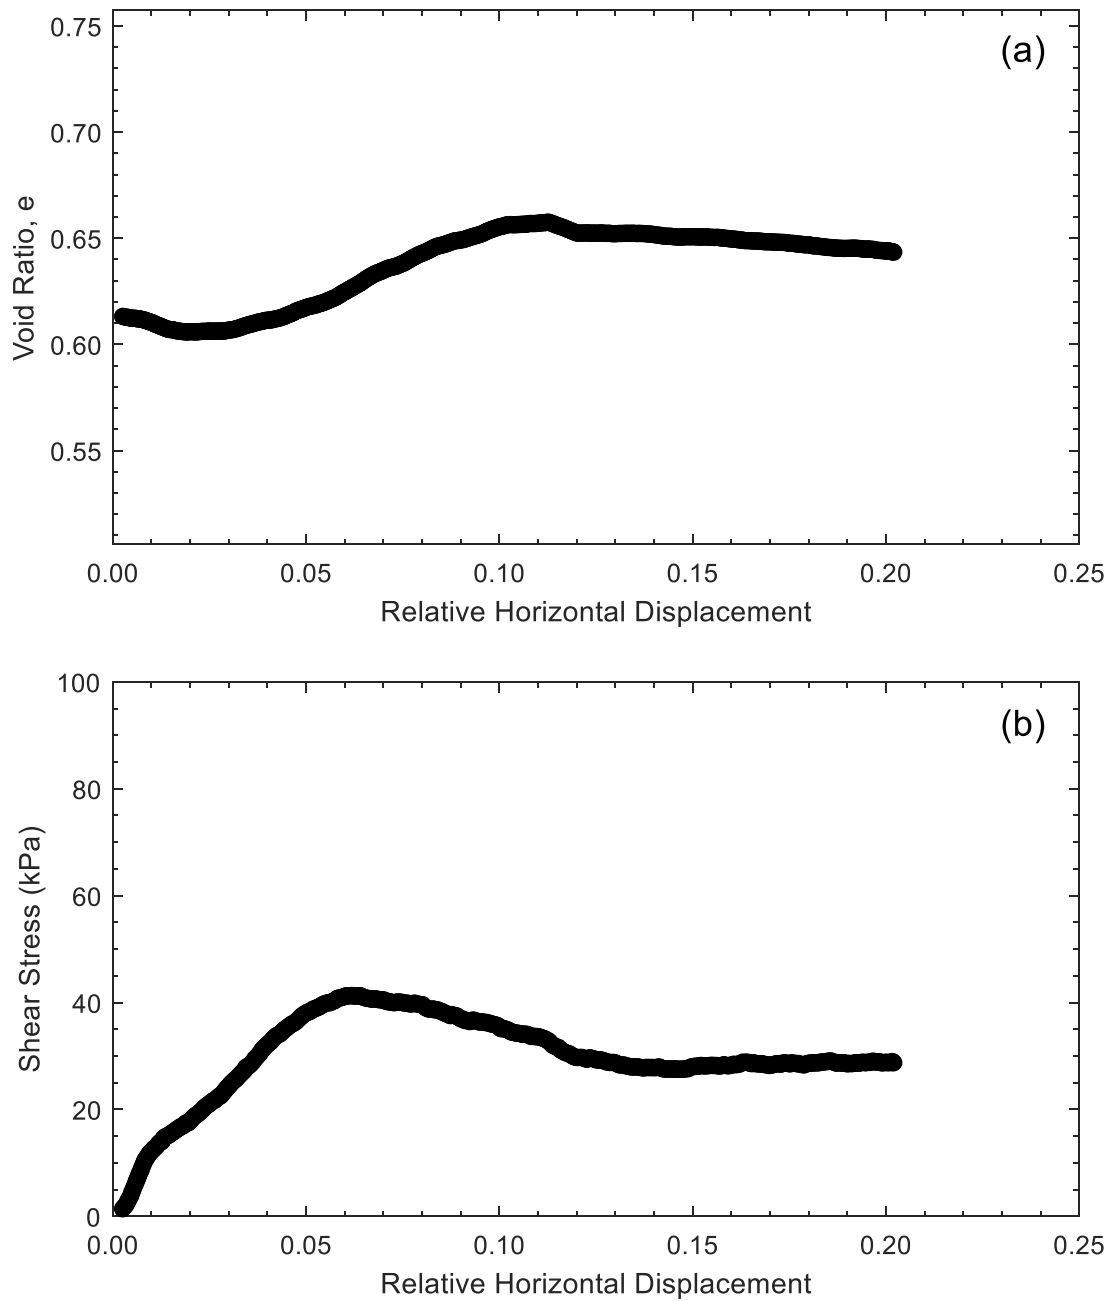 (a)
0.75
0.70
0.65
0.60
0.55
Void Ratio, e
0.00 0.05 0.10 0.15 0.20 0.25
Relative Horizontal Displacement
(b)
100
80
60
40
20
0
Shear Stress (kPa)
0.00 0.05 0.10 0.15 0.20 0.25
Relative Horizontal Displacement